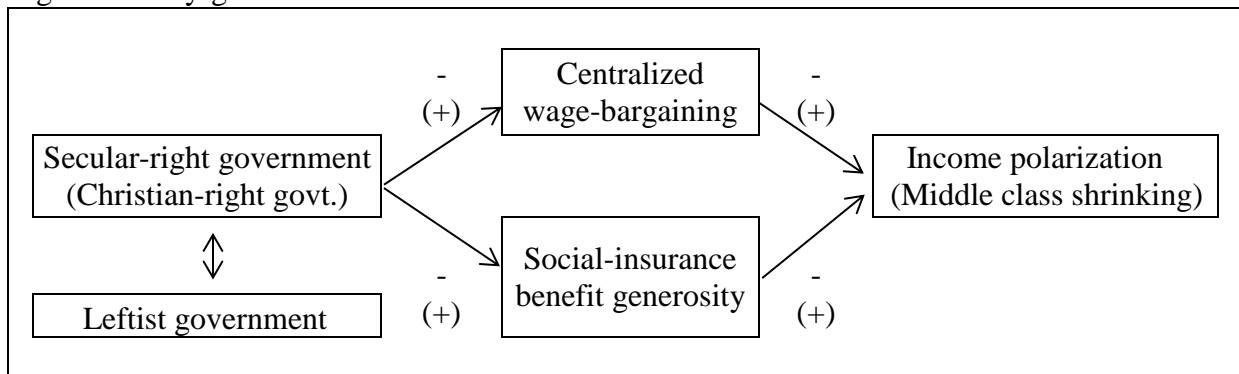 -
(+)
Centralized
wage-bargaining
-
(+)
Secular-right government
(Christian-right govt.)
Income polarization
(Middle class shrinking)
Social-insurance
benefit generosity
-
(+)
-
(+)
Leftist government